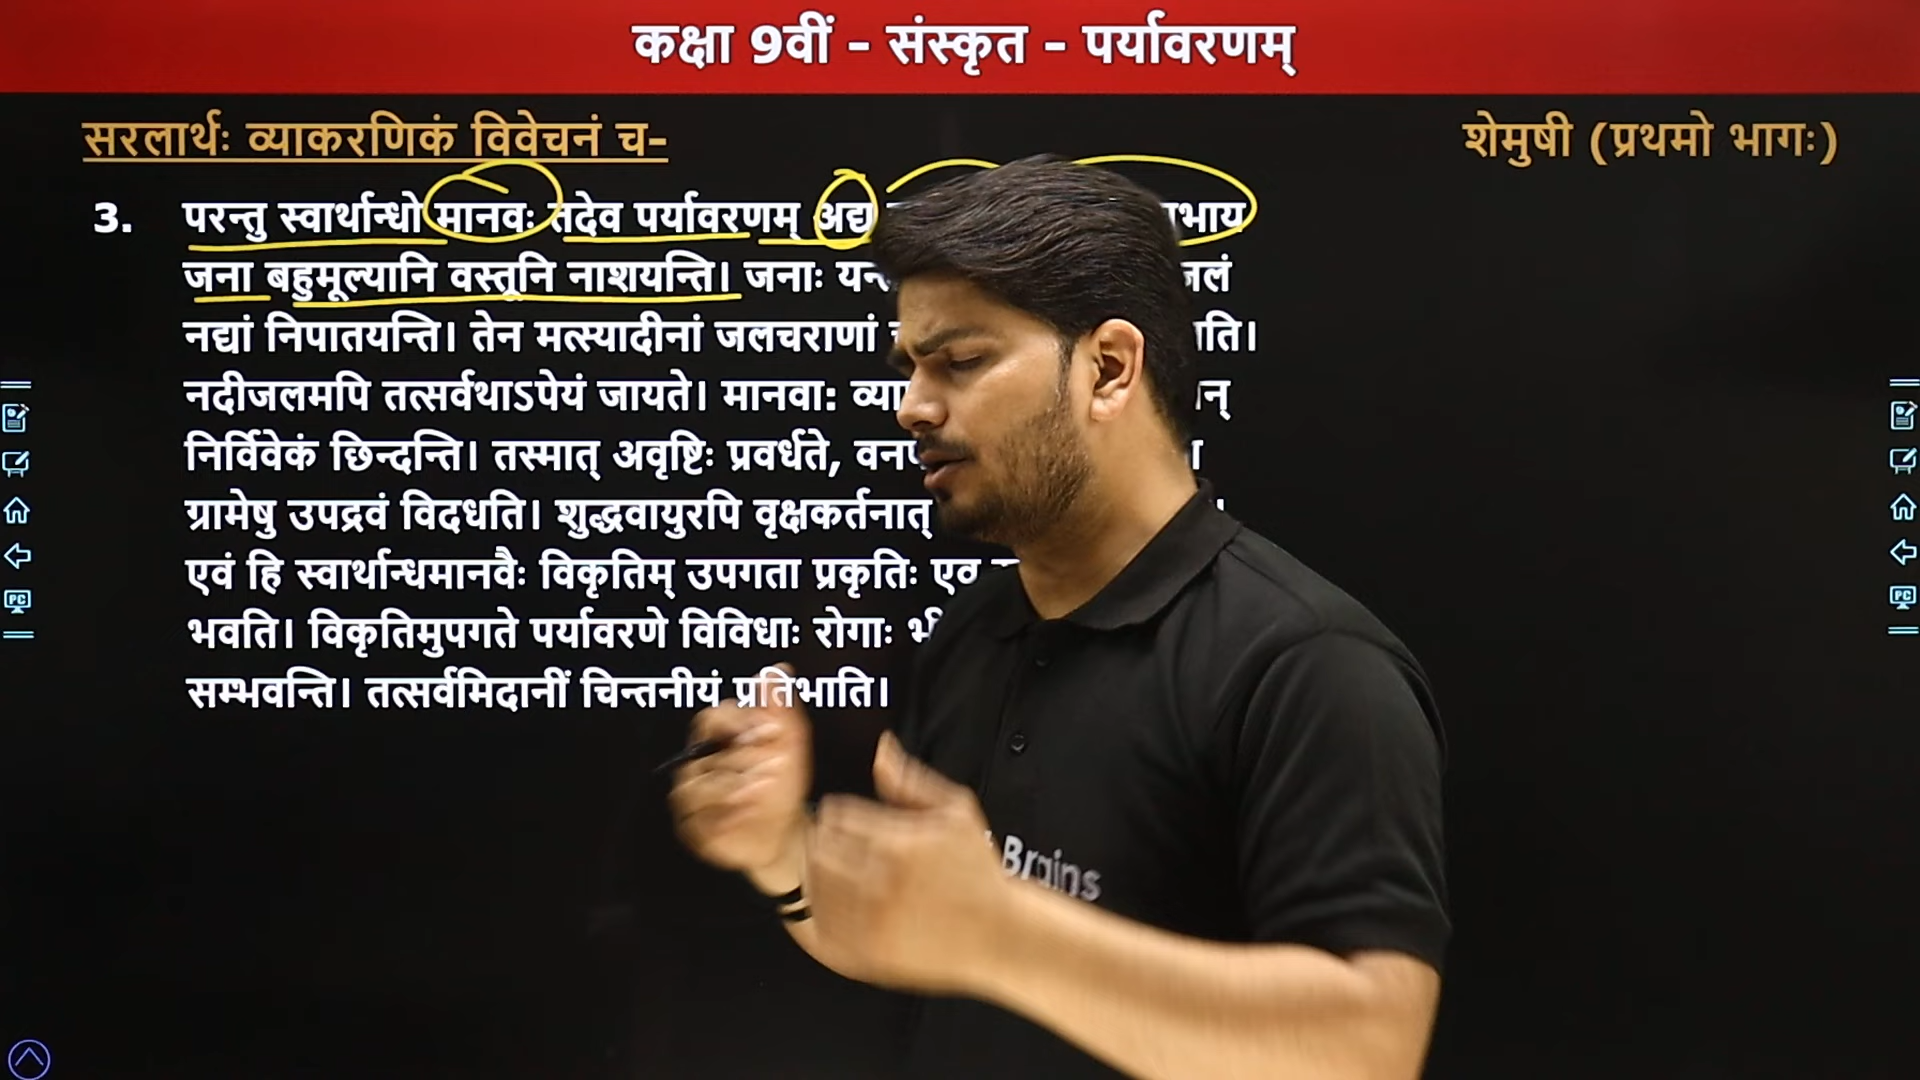 कक्षा 9वीं - संस्कृत - पर्यावरणम्
सरलार्थः व्याकरणिकं विवेचनं च-
शेमुषी (प्रथमो भागः)
3. परन्तु स्वार्थान्धो मानवः तदेव पर्यावरणम् अद्य
जना बहुमूल्यानि वस्तूनि नाशयन्ति। जनाः
नद्यां निपातयन्ति। तेन मत्स्यादीनां जलचराणां
नदीजलमपि तत्सर्वथाऽपेयं जायते। मानवा:
निर्विवेकं छिन्दन्ति। तस्मात् अवृष्टिः प्रवर्धते,
ग्रामेषु उपद्रवं विदधति। शुद्धवायुरपि वृक्षकर्तनात्
एवं हि स्वार्थान्धमानवैः विकृतिम् उपगता प्रकृतिः एव
भवति। विकृतिमुपगते पर्यावरणे विविधाः रोगाः
सम्भवन्ति। तत्सर्वमिदानीं चिन्तनीयं प्रतिभाति।
Brains
PC
PC